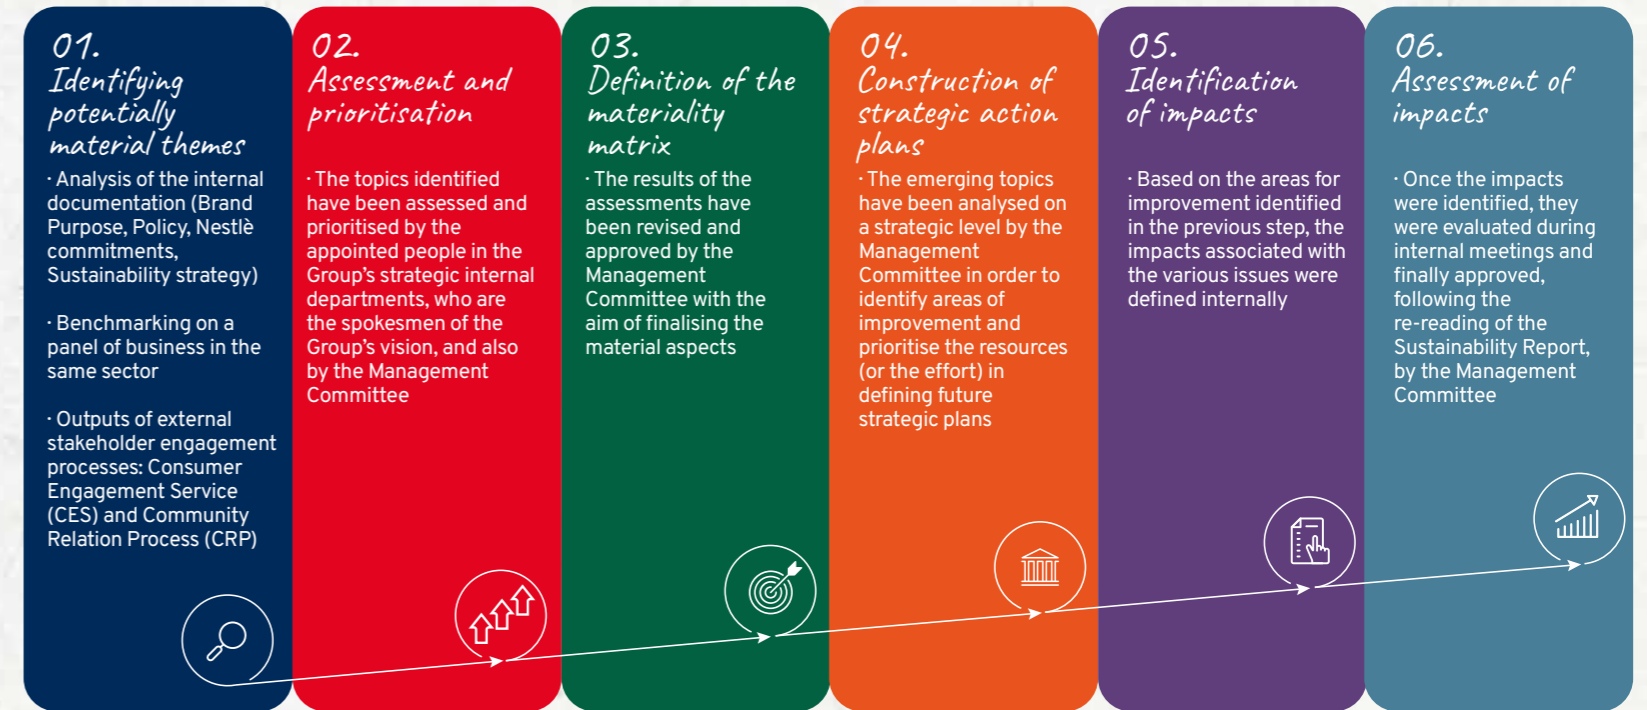 01.
Identifying
potentially
material themes
· Analysis of the internal
documentation (Brand
Purpose, Policy, Nestlè
commitments,
Sustainability strategy)
· Benchmarking on a
panel of business in the
same sector
· Outputs of external
stakeholder engagement
processes: Consumer
Engagement Service
(CES) and Community
Relation Process (CRP)
02.
Assessment and
prioritisation
· The topics identified
have been assessed and
prioritised by the
appointed people in the
Group's strategic internal
departments, who are
the spokesmen of the
Group's vision, and also
by the Management
Committee
03.
Definition of the
materiality
matrix
· The results of the
assessments have
been revised and
approved by the
Management
Committee with the
aim of finalising the
material aspects
04.
Construction of
strategic action
plans
· The emerging topics
have been analysed on
a strategic level by the
Management
Committee in order to
identify areas of
improvement and
prioritise the resources
(or the effort) in
defining future
strategic plans
05.
Identification
of impacts
· Based on the areas for
improvement identified
in the previous step, the
impacts associated with
the various issues were
defined internally
06.
Assessment of
impacts
· Once the impacts
were identified, they
were evaluated during
internal meetings and
finally approved,
following the
re-reading of the
Sustainability Report,
by the Management
Committee